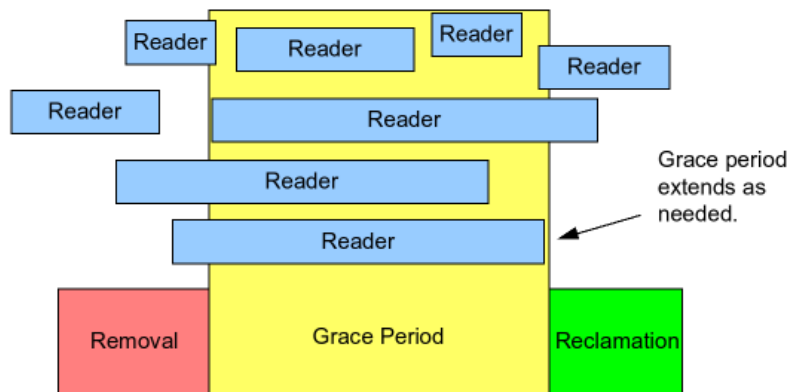 Reader
Reader
Reader
Reader
Reader
Reader
Reader
Reader
Grace period
extends as
needed.
Removal
Grace Period
Reclamation